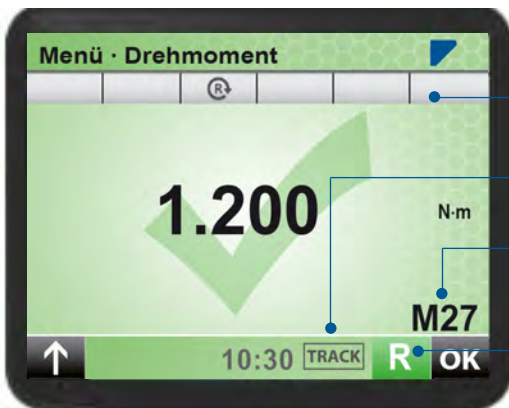 Menü · Drehmoment
R
1.200 N·m
M27
10:30 TRACK R OK